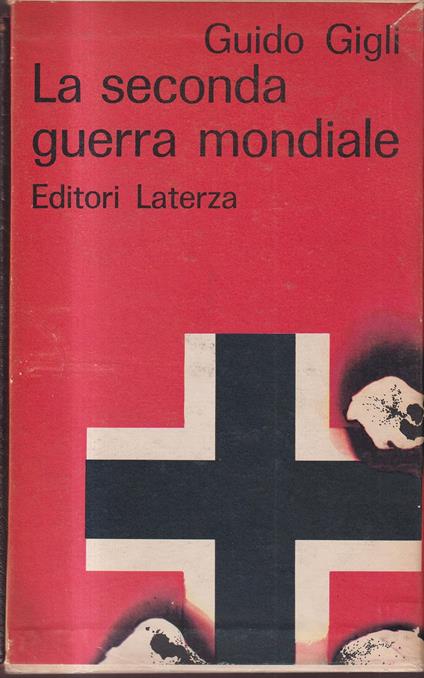 Guido Gigli
La seconda
guerra mondiale
Editori Laterza